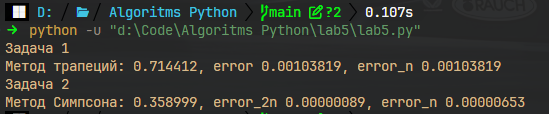 D: / Algoritms Python / main ?2 0.107s
python -u "d:\Code\Algoritms Python\lab5\lab5.py"
Задача 1
Метод трапеций: 0.714412, error 0.00103819, error_n 0.00103819
Задача 2
Метод Симпсона: 0.358999, error_2n 0.00000089, error_n 0.00000653
RAUCH